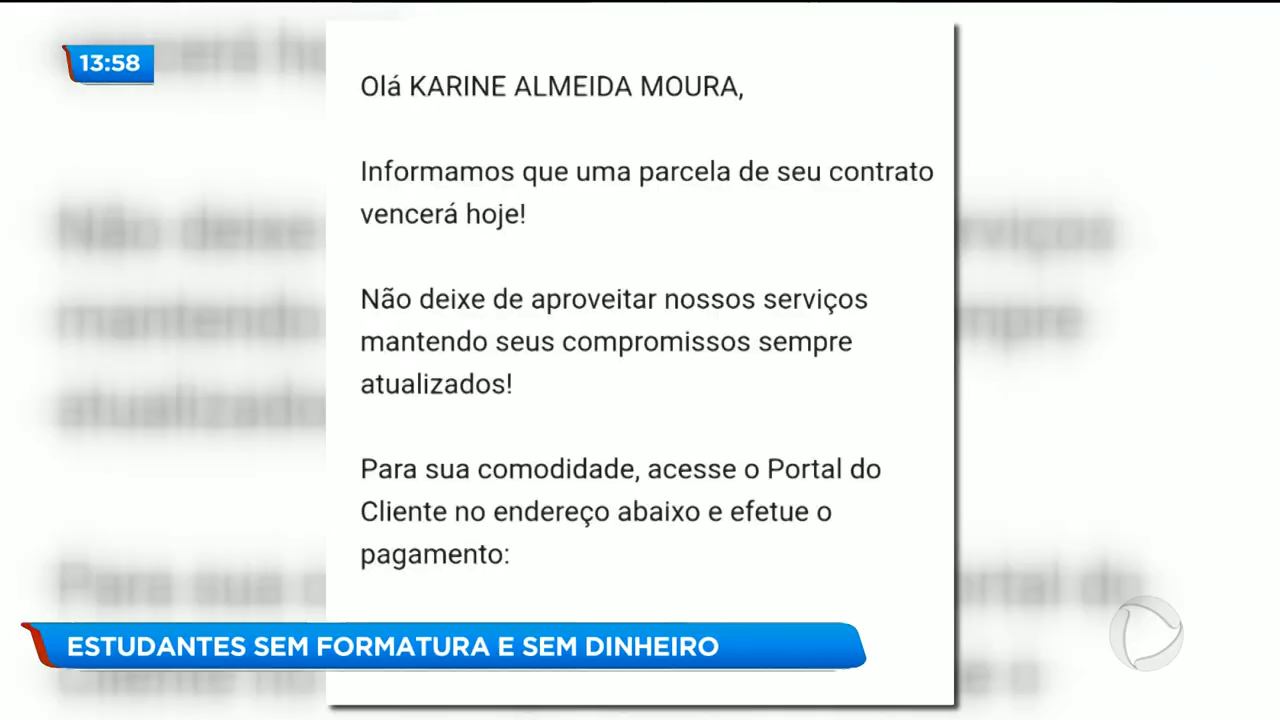 13:58
Olá KARINE ALMEIDA MOURA,
Informamos que uma parcela de seu contrato
vencerá hoje!
Não deixe de aproveitar nossos serviços
mantendo seus compromissos sempre
atualizados!
Para sua comodidade, acesse o Portal do
Cliente no endereço abaixo e efetue o
pagamento:
ESTUDANTES SEM FORMATURA E SEM DINHEIRO